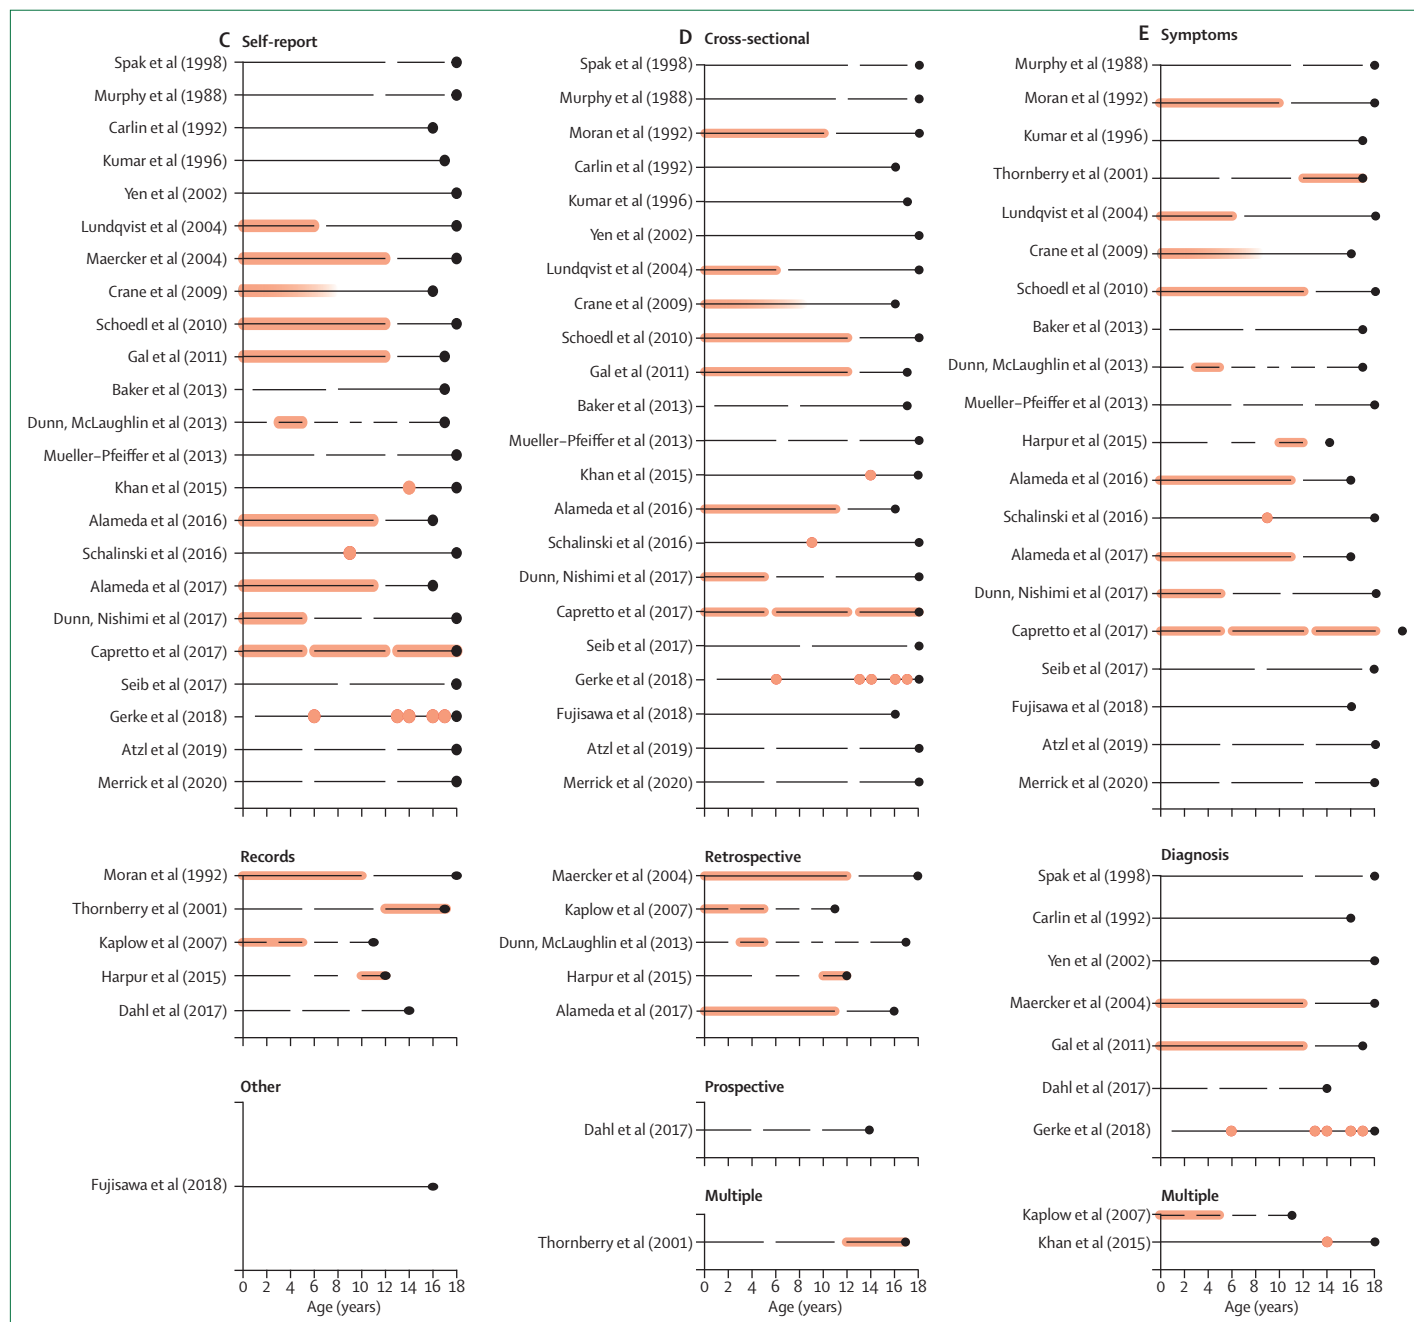 C Self-report
Spak et al (1998)
Murphy et al (1988)
Carlin et al (1992)
Kumar et al (1996)
Yen et al (2002)
Lundqvist et al (2004)
Maercker et al (2004)
Crane et al (2009)
Schoedl et al (2010)
Gal et al (2011)
Baker et al (2013)
Dunn, McLaughlin et al (2013)
Mueller–Pfeiffer et al (2013)
Khan et al (2015)
Alameda et al (2016)
Schalinski et al (2016)
Alameda et al (2017)
Dunn, Nishimi et al (2017)
Capretto et al (2017)
Seib et al (2017)
Gerke et al (2018)
Atzl et al (2019)
Merrick et al (2020)
Records
Moran et al (1992)
Thornberry et al (2001)
Kaplow et al (2007)
Harpur et al (2015)
Dahl et al (2017)
Other
Fujisawa et al (2018)
0 2 4 6 8 10 12 14 16 18
Age (years)
D Cross-sectional
Spak et al (1998)
Murphy et al (1988)
Moran et al (1992)
Carlin et al (1992)
Kumar et al (1996)
Yen et al (2002)
Lundqvist et al (2004)
Crane et al (2009)
Schoedl et al (2010)
Gal et al (2011)
Baker et al (2013)
Mueller–Pfeiffer et al (2013)
Khan et al (2015)
Alameda et al (2016)
Schalinski et al (2016)
Dunn, Nishimi et al (2017)
Capretto et al (2017)
Seib et al (2017)
Gerke et al (2018)
Fujisawa et al (2018)
Atzl et al (2019)
Merrick et al (2020)
Retrospective
Maercker et al (2004)
Kaplow et al (2007)
Dunn, McLaughlin et al (2013)
Harpur et al (2015)
Alameda et al (2017)
Prospective
Dahl et al (2017)
Multiple
Thornberry et al (2001)
0 2 4 6 8 10 12 14 16 18
Age (years)
E Symptoms
Murphy et al (1988)
Moran et al (1992)
Kumar et al (1996)
Thornberry et al (2001)
Lundqvist et al (2004)
Crane et al (2009)
Schoedl et al (2010)
Baker et al (2013)
Dunn, McLaughlin et al (2013)
Mueller–Pfeiffer et al (2013)
Harpur et al (2015)
Alameda et al (2016)
Schalinski et al (2016)
Alameda et al (2017)
Dunn, Nishimi et al (2017)
Capretto et al (2017)
Seib et al (2017)
Fujisawa et al (2018)
Atzl et al (2019)
Merrick et al (2020)
Diagnosis
Spak et al (1998)
Carlin et al (1992)
Yen et al (2002)
Maercker et al (2004)
Gal et al (2011)
Dahl et al (2017)
Gerke et al (2018)
Multiple
Kaplow et al (2007)
Khan et al (2015)
0 2 4 6 8 10 12 14 16 18
Age (years)